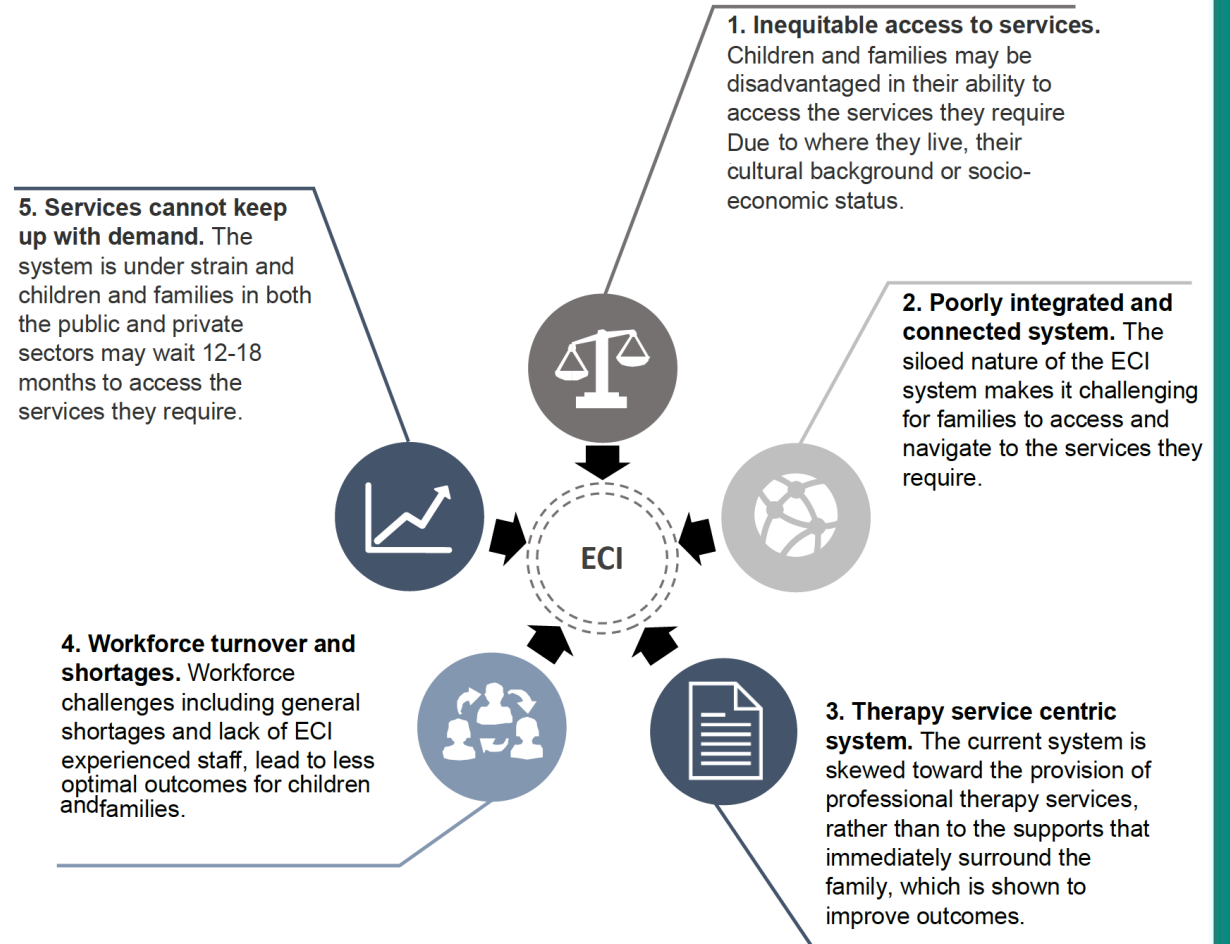 1. Inequitable access to services.
Children and families may be
disadvantaged in their ability to
access the services they require
Due to where they live, their
cultural background or socio-
economic status.
2. Poorly integrated and
connected system. The
siloed nature of the ECI
system makes it challenging
for families to access and
navigate to the services they
require.
3. Therapy service centric
system. The current system is
skewed toward the provision of
professional therapy services,
rather than to the supports that
immediately surround the
family, which is shown to
improve outcomes.
4. Workforce turnover and
shortages. Workforce
challenges including general
shortages and lack of ECI
experienced staff, lead to less
optimal outcomes for children
and families.
5. Services cannot keep
up with demand. The
system is under strain and
children and families in both
the public and private
sectors may wait 12-18
months to access the
services they require.
ECI